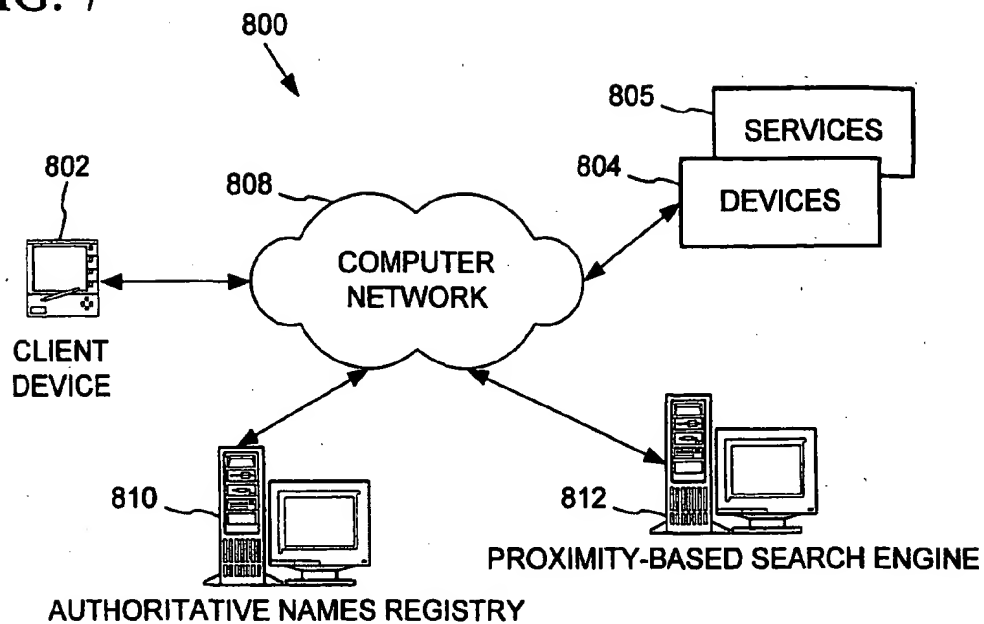 800
805
SERVICES
802
804
808
DEVICES
COMPUTER
NETWORK
CLIENT
DEVICE
810
812
PROXIMITY-BASED SEARCH ENGINE
AUTHORITATIVE NAMES REGISTRY